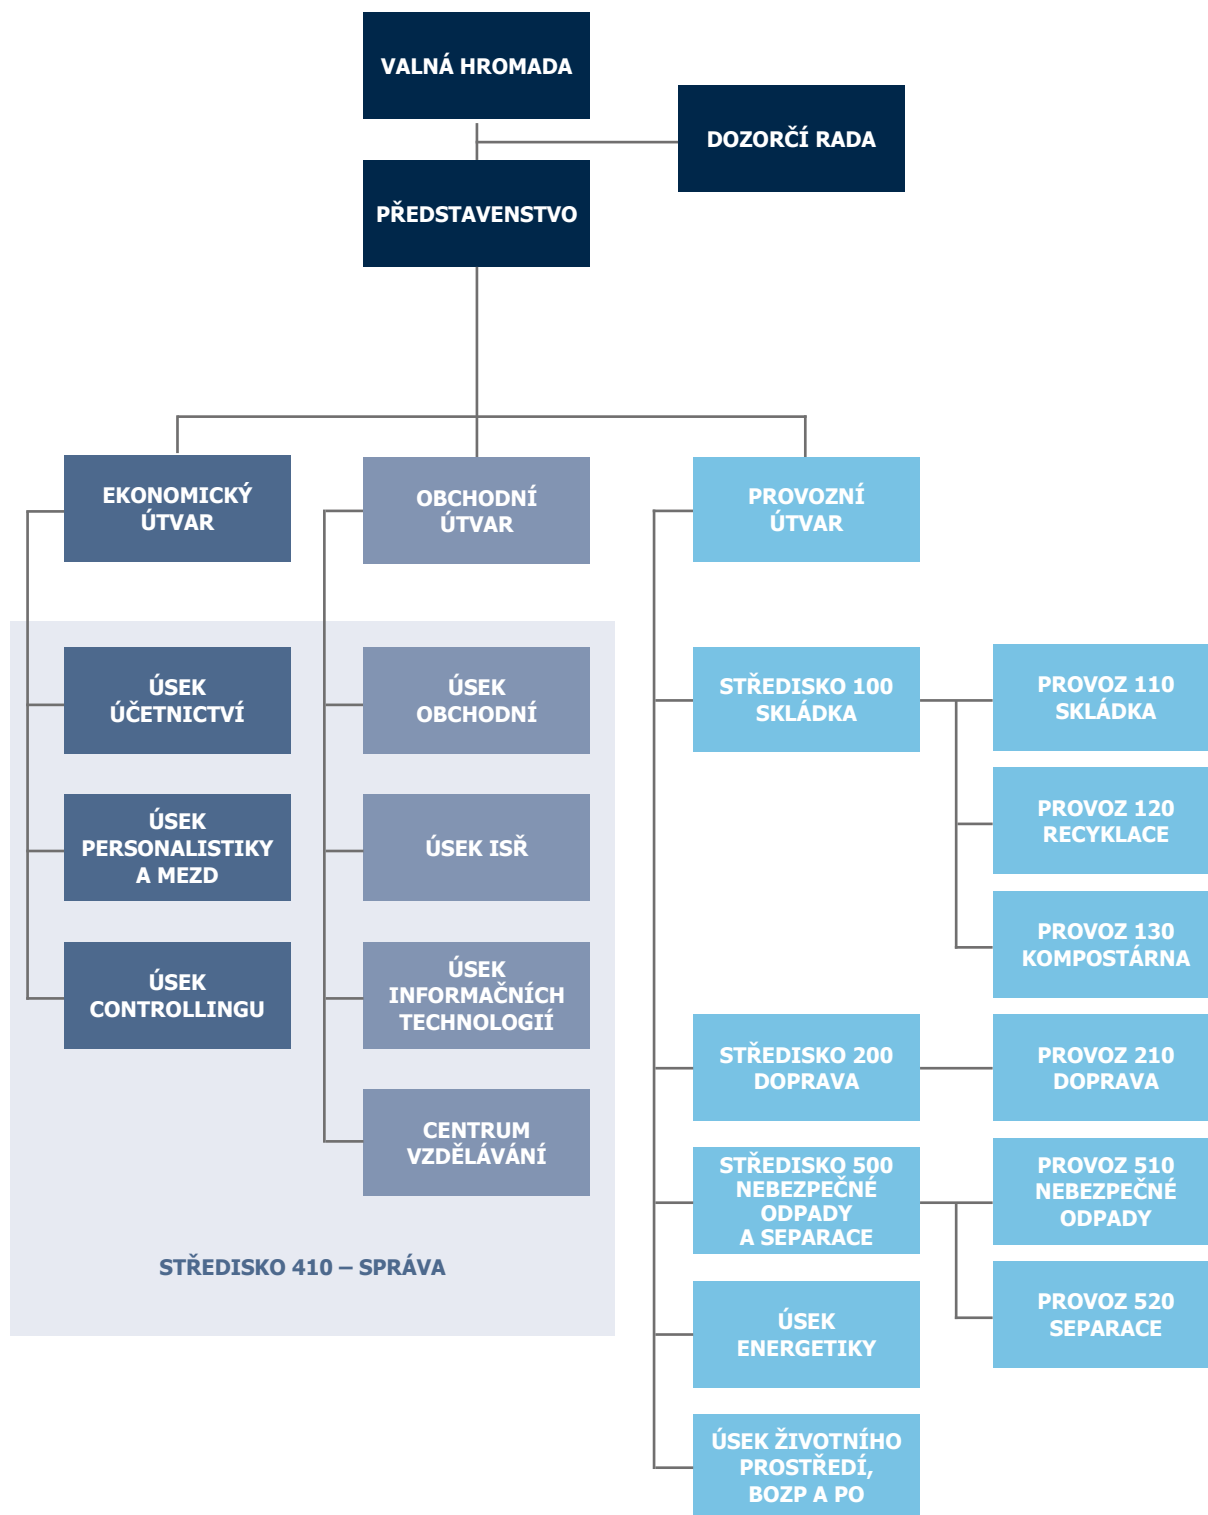 VALNÁ HROMADA
DOZORČÍ RADA
PŘEDSTAVENSTVO
EKONOMICKÝ
ÚTVAR
OBCHODNÍ
ÚTVAR
PROVOZNÍ
ÚTVAR
ÚSEK
ÚČETNICTVÍ
ÚSEK
PERSONALISTIKY
A MEZD
ÚSEK
CONTROLLINGU
ÚSEK
OBCHODNÍ
ÚSEK ISŘ
ÚSEK
INFORMAČNÍCH
TECHNOLOGIÍ
CENTRUM
VZDĚLÁVÁNÍ
STŘEDISKO 410 – SPRÁVA
STŘEDISKO 100
SKLÁDKA
PROVOZ 110
SKLÁDKA
PROVOZ 120
RECYKLACE
PROVOZ 130
KOMPOSTÁRNA
STŘEDISKO 200
DOPRAVA
PROVOZ 210
DOPRAVA
STŘEDISKO 500
NEBEZPEČNÉ
ODPADY
A SEPARACE
PROVOZ 510
NEBEZPEČNÉ
ODPADY
PROVOZ 520
SEPARACE
ÚSEK
ENERGETIKY
ÚSEK ŽIVOTNÍHO
PROSTŘEDÍ,
BOZP A PO